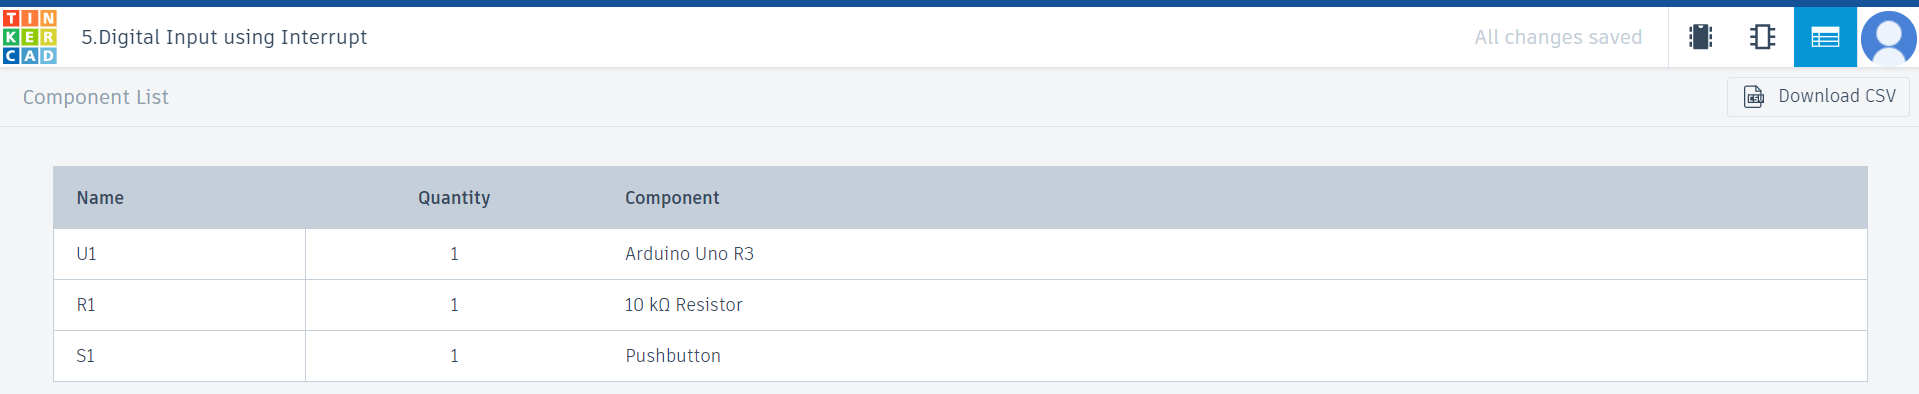 TIN
KER
CAD
5.Digital Input using Interrupt
All changes saved
Component List
CSV Download CSV
Name Quantity Component
U1 1 Arduino Uno R3
R1 1 10 kΩ Resistor
S1 1 Pushbutton